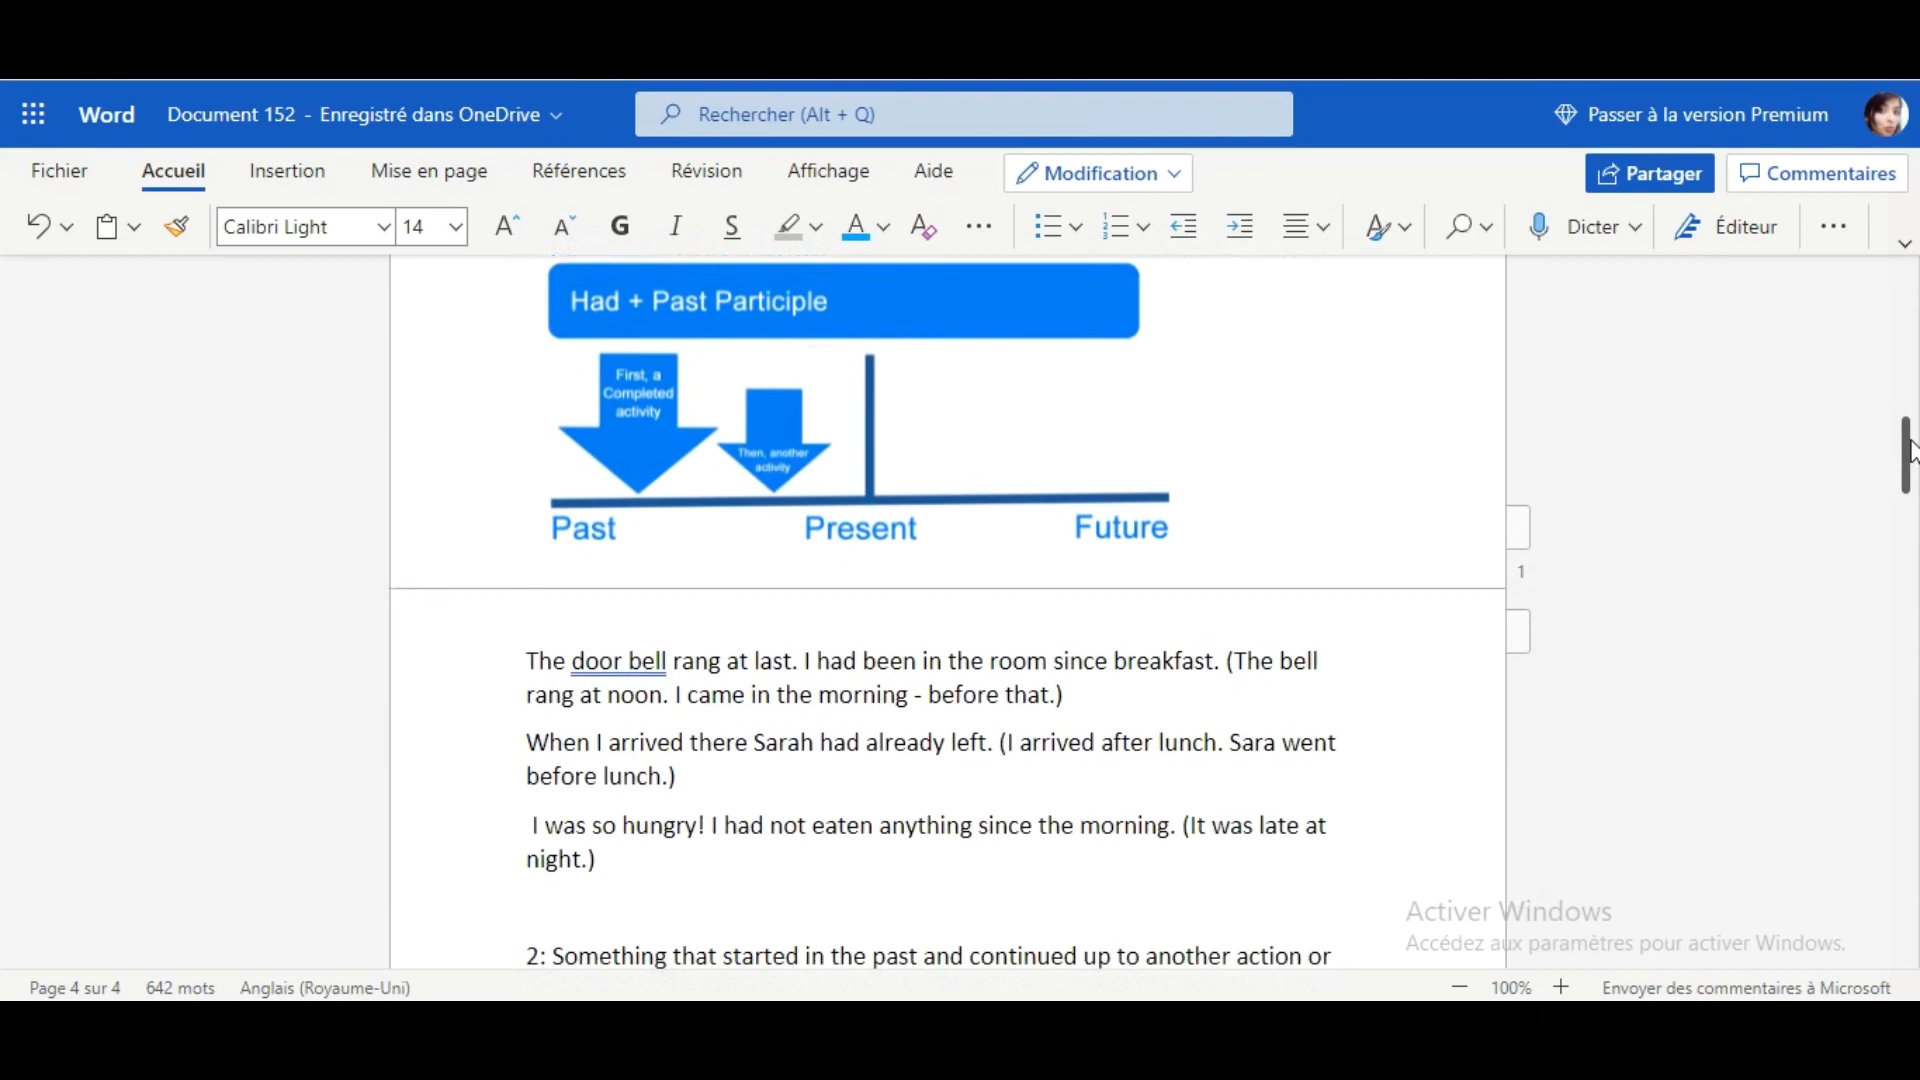 Word
Document 152 - Enregistré dans OneDrive
Rechercher (Alt + Q)
Passer à la version Premium
Fichier
Accueil
Insertion
Mise en page
Références
Révision
Affichage
Aide
Modification
Partager
Commentaires
Calibri Light
14
G
I
S
Dicter
Éditeur
Had + Past Participle
First, a
Completed
activity
Then, another
activity
Past
Present
Future
1
The door bell rang at last. I had been in the room since breakfast. (The bell
rang at noon. I came in the morning - before that.)
When I arrived there Sarah had already left. (I arrived after lunch. Sara went
before lunch.)
I was so hungry! I had not eaten anything since the morning. (It was late at
night.)
2: Something that started in the past and continued up to another action or
Activer Windows
Accédez aux paramètres pour activer Windows.
Page 4 sur 4
642 mots
Anglais (Royaume-Uni)
100%
Envoyer des commentaires à Microsoft